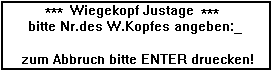 *** Wiegekopf Justage ***
bitte Nr.des W.Kopfes angeben:_
zum Abbruch bitte ENTER druecken!